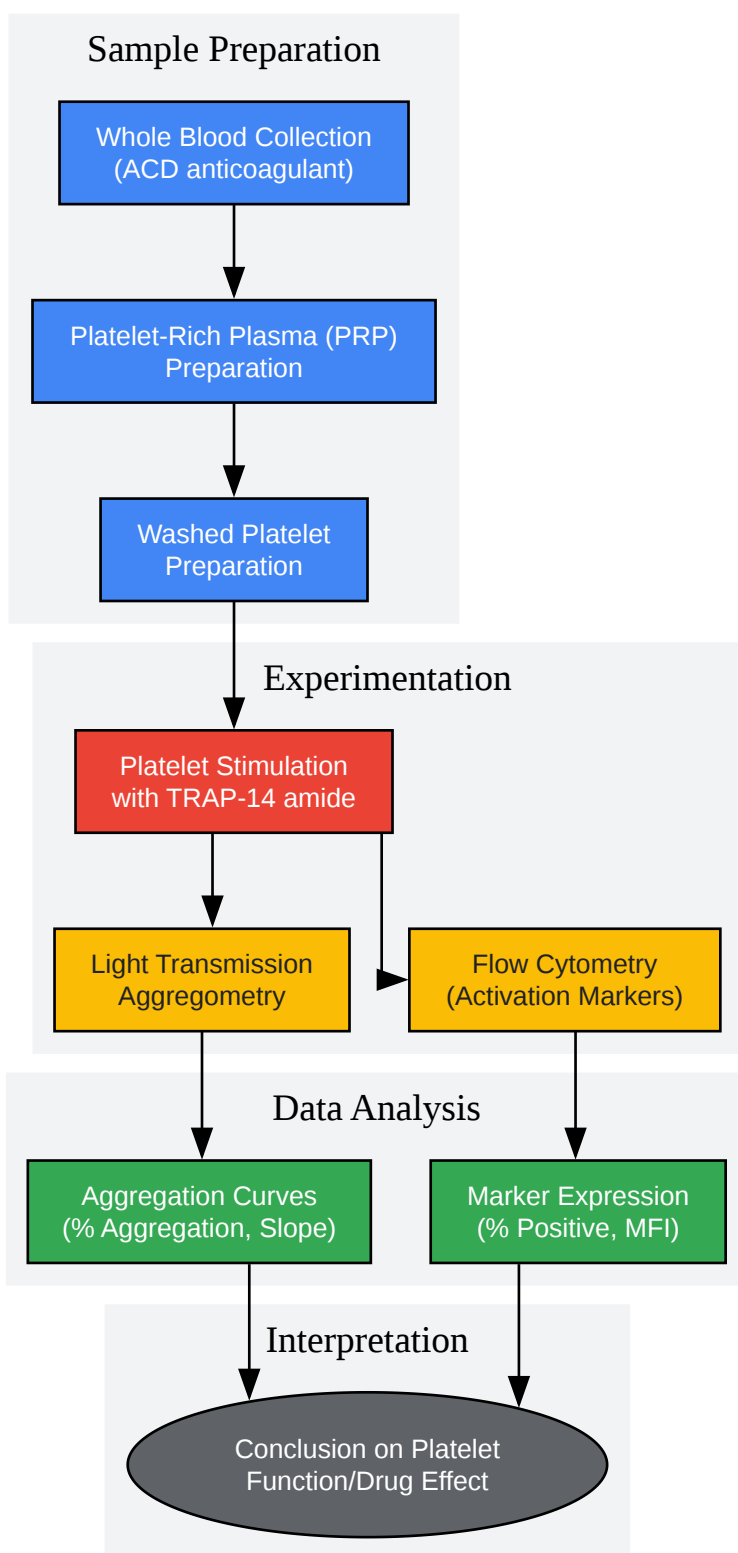 Sample Preparation
Whole Blood Collection
(ACD anticoagulant)
Platelet-Rich Plasma (PRP)
Preparation
Washed Platelet
Preparation
Experimentation
Platelet Stimulation
with TRAP-14 amide
Light Transmission
Aggregometry
Flow Cytometry
(Activation Markers)
Data Analysis
Aggregation Curves
(% Aggregation, Slope)
Marker Expression
(% Positive, MFI)
Interpretation
Conclusion on Platelet
Function/Drug Effect